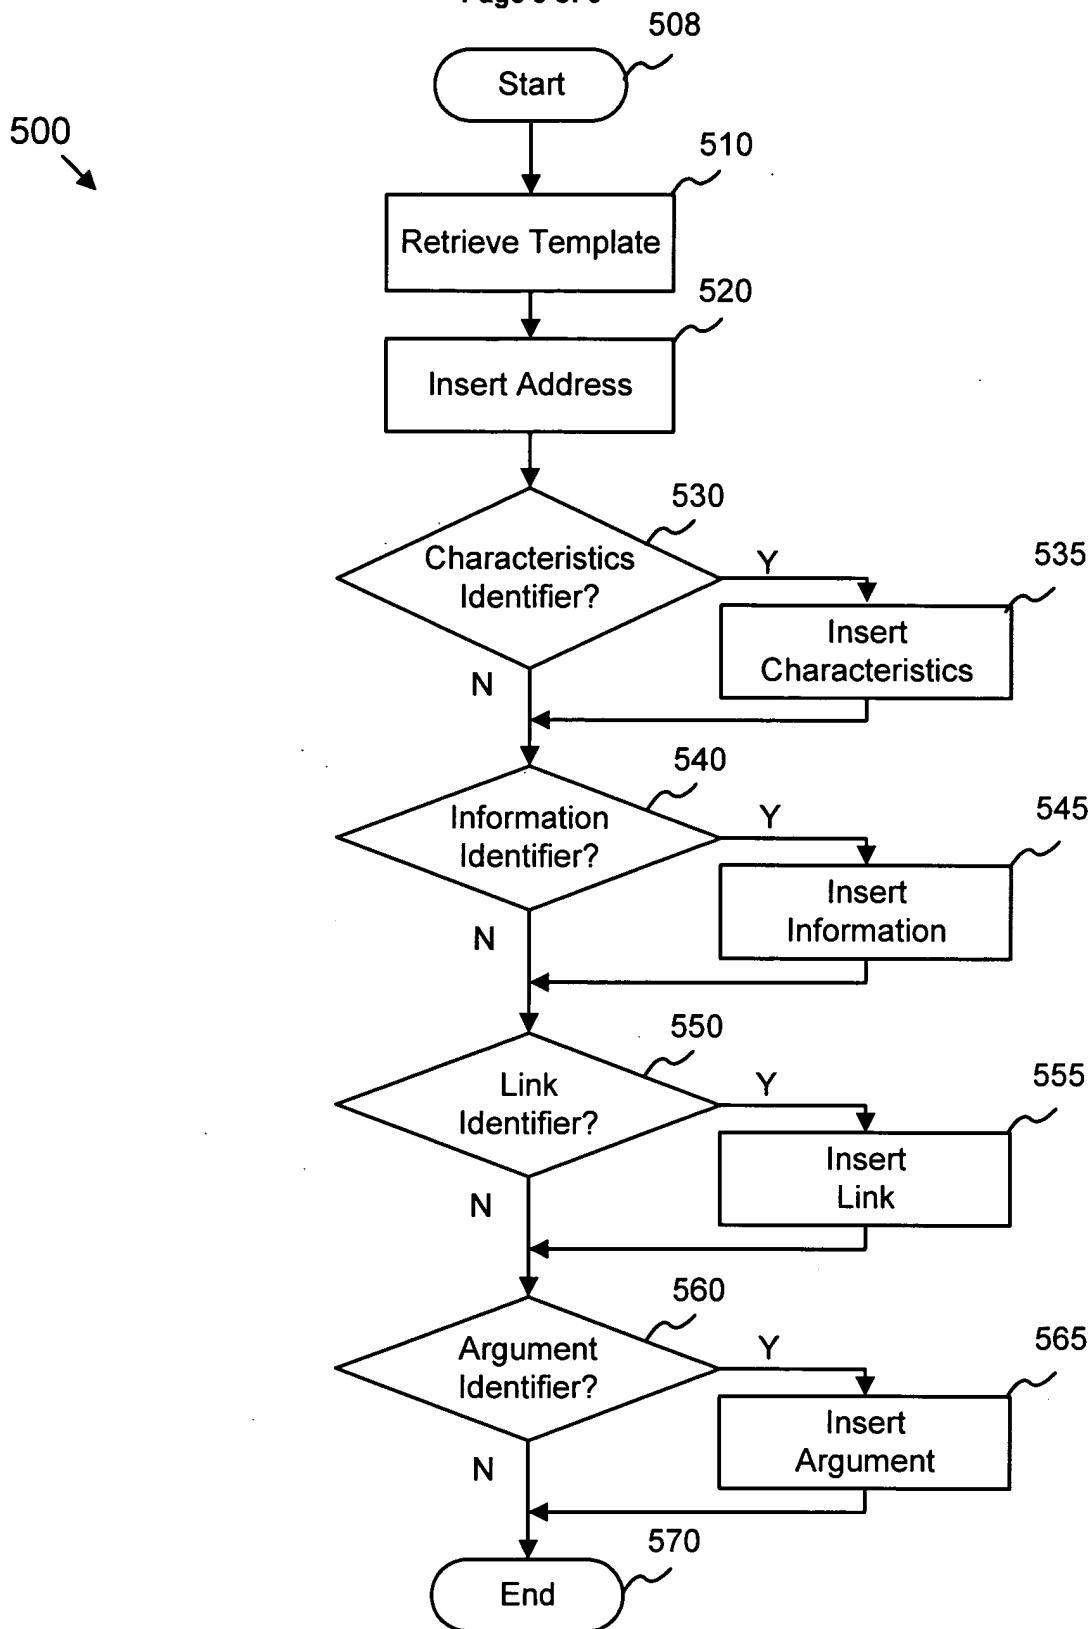 508
Start
500
510
Retrieve Template
520
Insert Address
530
Characteristics
Identifier?
Y
535
Insert
Characteristics
N
540
Information
Identifier?
Y
545
Insert
Information
N
550
Link
Identifier?
Y
555
Insert
Link
N
560
Argument
Identifier?
Y
565
Insert
Argument
N
570
End